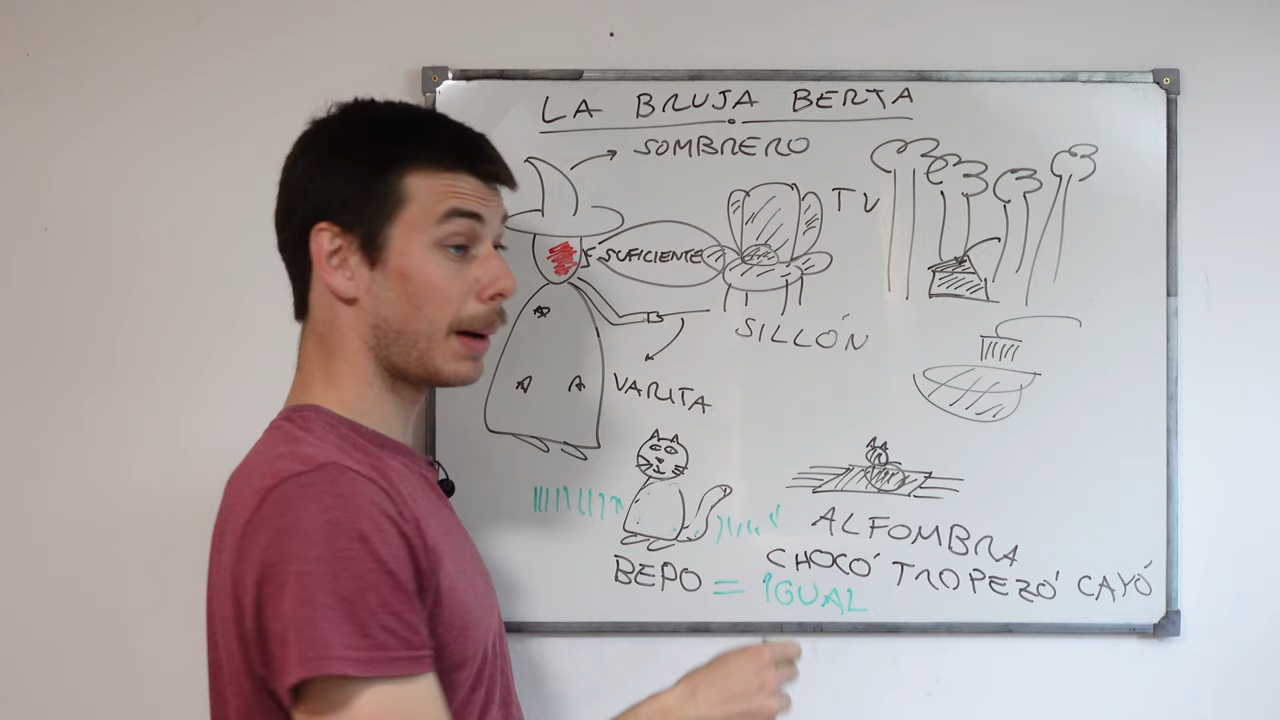 LA BRUJA BERTA
SOMBRERO
TV
SUFICIENTE
SILLÓN
VARITA
ALFOMBRA
CHOCÓ TROPEZÓ CAYÓ
BEPO = IGUAL